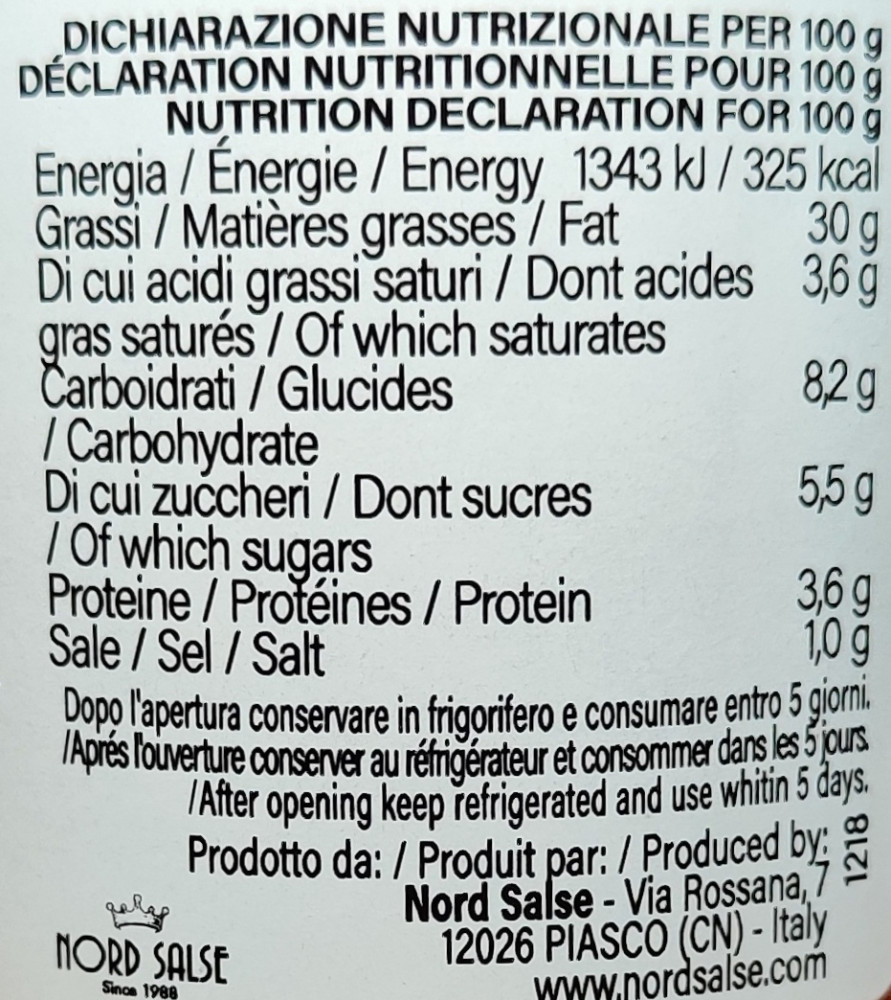 DICHIARAZIONE NUTRIZIONALE PER 100 g
DÉCLARATION NUTRITIONNELLE POUR 100 g
NUTRITION DECLARATION FOR 100 g
Energia / Énergie / Energy 1343 kJ / 325 kcal
Grassi / Matières grasses / Fat 30 g
Di cui acidi grassi saturi / Dont acides 3,6 g
gras saturés / Of which saturates
Carboidrati / Glucides 8,2 g
/ Carbohydrate
Di cui zuccheri / Dont sucres 5,5 g
/ Of which sugars
Proteine / Protéines / Protein 3,6 g
Sale / Sel / Salt 1,0 g
Dopo l'apertura conservare in frigorifero e consumare entro 5 giorni.
/Aprés l'ouverture conserver au réfrigérateur et consommer dans les 5 jours.
/After opening keep refrigerated and use whitin 5 days.
Prodotto da: / Produit par: / Produced by:
Nord Salse - Via Rossana, 7
12026 PIASCO (CN) - Italy
www.nordsalse.com
1218
NORD SALSE
Since 1988